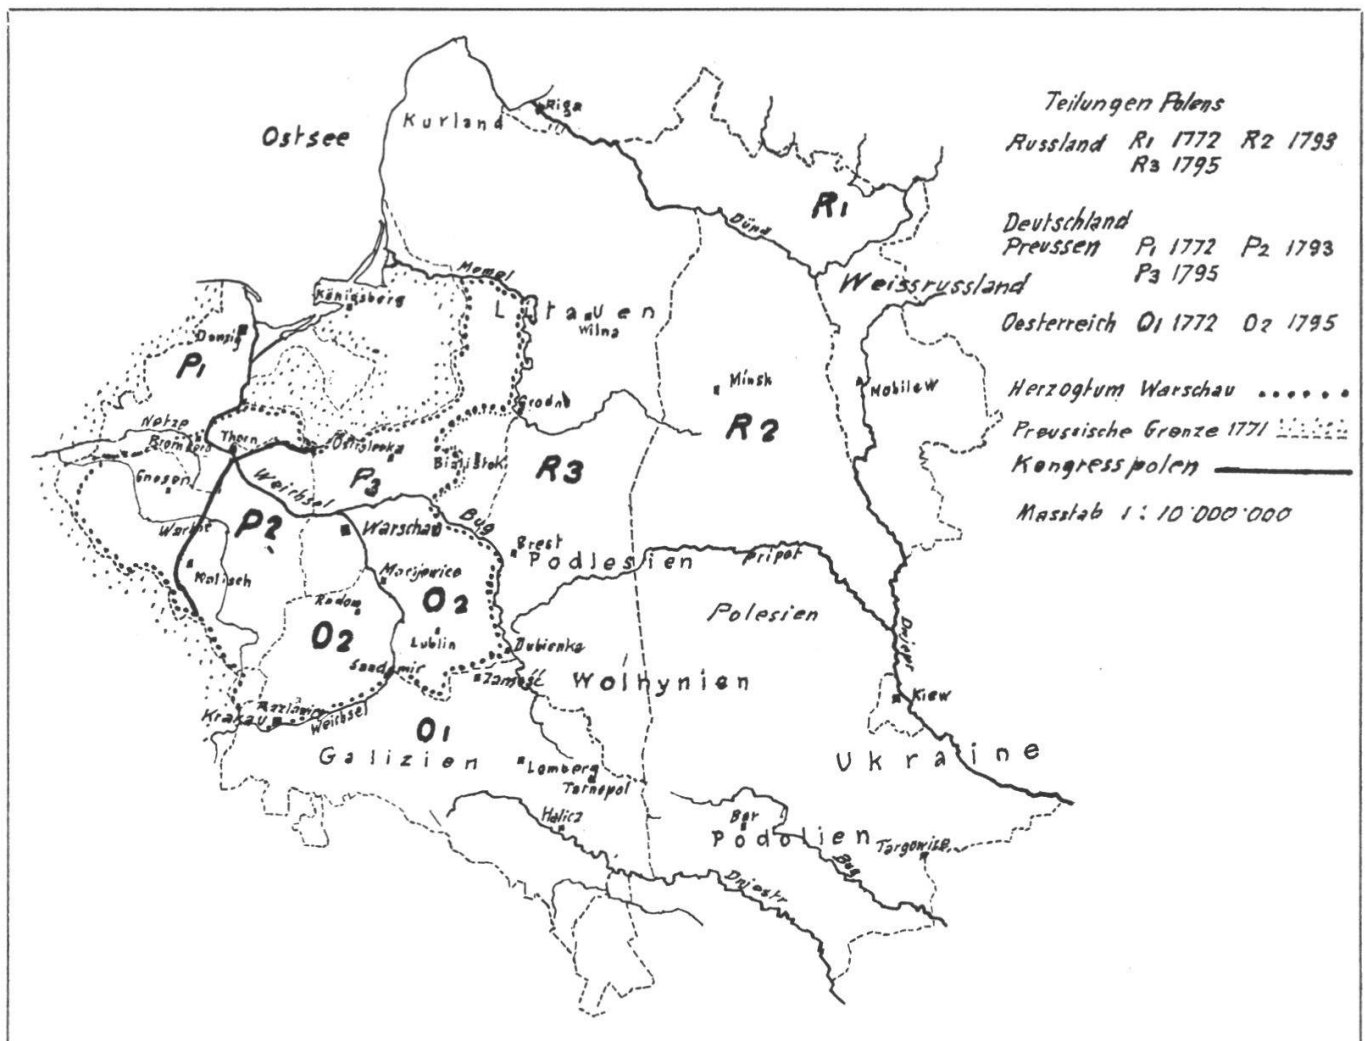 Teilungen Polens
Russland R1 1772 R2 1793
R3 1795
Deutschland
Preussen P1 1772 P2 1793
P3 1795
Oesterreich O1 1772 O2 1795
Herzogtum Warschau
Preussische Grenze 1771
Kongresspolen
Masstab 1:10'000'000
Ostsee
Kurland
Riga
R1
Düna
Weissrussland
Memel
Königsberg
Litauen
Wilna
Danzig
P1
Minsk
Mobilew
Grodno
R2
Netze
Bromberg
Thorn
Ostrolenka
Bialistok
R3
P3
Gnesen
Weichsel
Warthe
P2
Warschau
Bug
Brest
Podlesien
Pripet
Kalisch
Macijewice
O2
Radom
Polesien
O2
Lublin
Dubienka
Dnjepr
Sandomir
Zamość
Wolhynien
Kiew
Krakau
Weichsel
O1
Galizien
Ukraine
Lemberg
Tarnopol
Halicz
Bar
Podolien
Targowize
Bug
Dnjestr